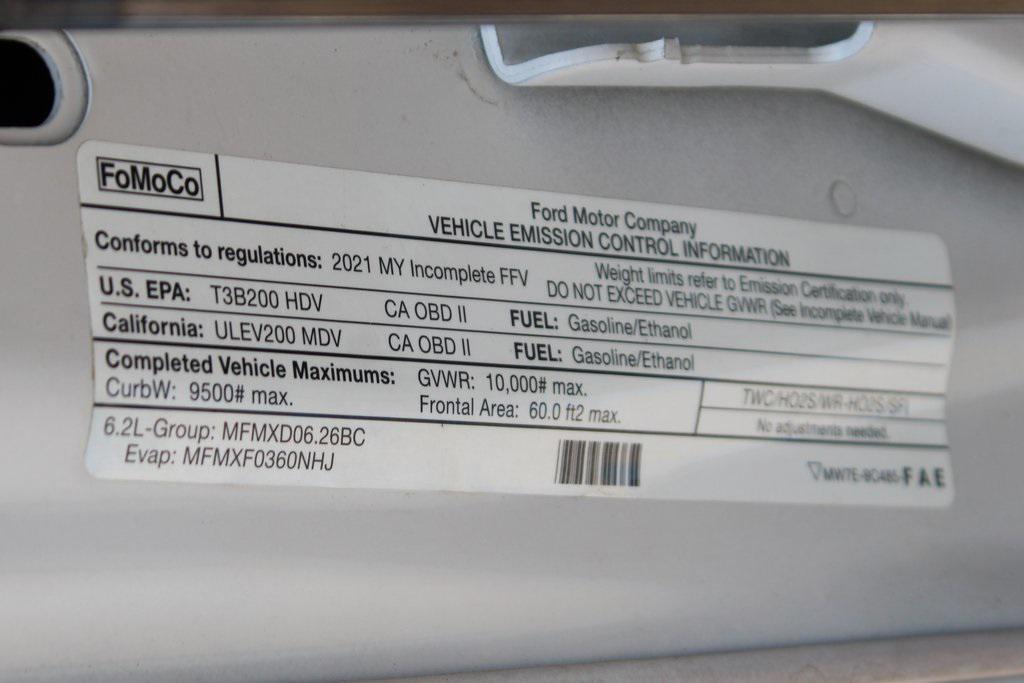 FoMoCo
Ford Motor Company
VEHICLE EMISSION CONTROL INFORMATION
Conforms to regulations: 2021 MY Incomplete FFV
Weight limits refer to Emission Certification only.
DO NOT EXCEED VEHICLE GVWR (See Incomplete Vehicle Manual)
U.S. EPA: T3B200 HDV CA OBD II FUEL: Gasoline/Ethanol
California: ULEV200 MDV CA OBD II FUEL: Gasoline/Ethanol
Completed Vehicle Maximums: GVWR: 10,000# max.
CurbW: 9500# max. Frontal Area: 60.0 ft2 max.
TWC/HO2S/WR-HO2S/SFI
No adjustments needed.
6.2L-Group: MFMXD06.26BC
Evap: MFMXF0360NHJ
MW7E-9C485-FAE